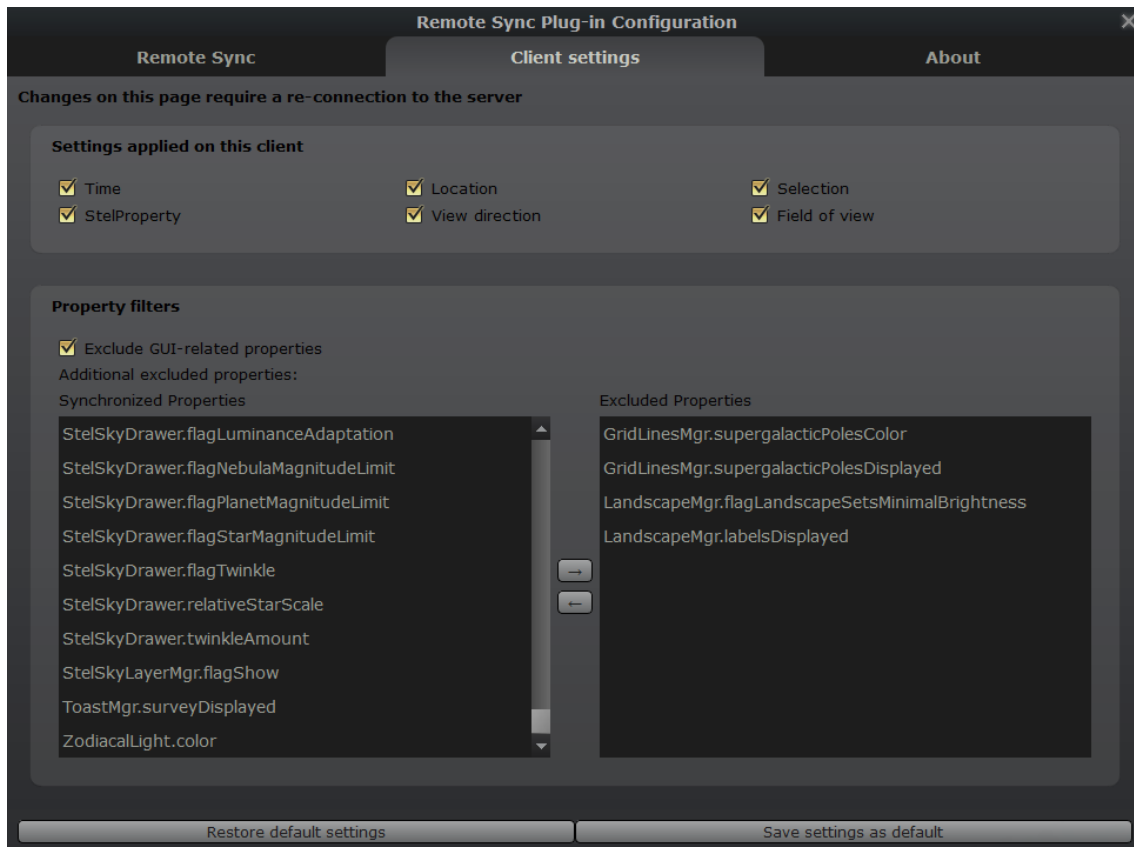 Remote Sync Plug-in Configuration
Remote Sync
Client settings
About
Changes on this page require a re-connection to the server
Settings applied on this client
Time
Location
Selection
StelProperty
View direction
Field of view
Property filters
Exclude GUI-related properties
Additional excluded properties:
Synchronized Properties
Excluded Properties
StelSkyDrawer.flagLuminanceAdaptation
StelSkyDrawer.flagNebulaMagnitudeLimit
StelSkyDrawer.flagPlanetMagnitudeLimit
StelSkyDrawer.flagStarMagnitudeLimit
StelSkyDrawer.flagTwinkle
StelSkyDrawer.relativeStarScale
StelSkyDrawer.twinkleAmount
StelSkyLayerMgr.flagShow
ToastMgr.surveyDisplayed
ZodiacalLight.color
→
←
GridLinesMgr.supergalacticPolesColor
GridLinesMgr.supergalacticPolesDisplayed
LandscapeMgr.flagLandscapeSetsMinimalBrightness
LandscapeMgr.labelsDisplayed
Restore default settings
Save settings as default